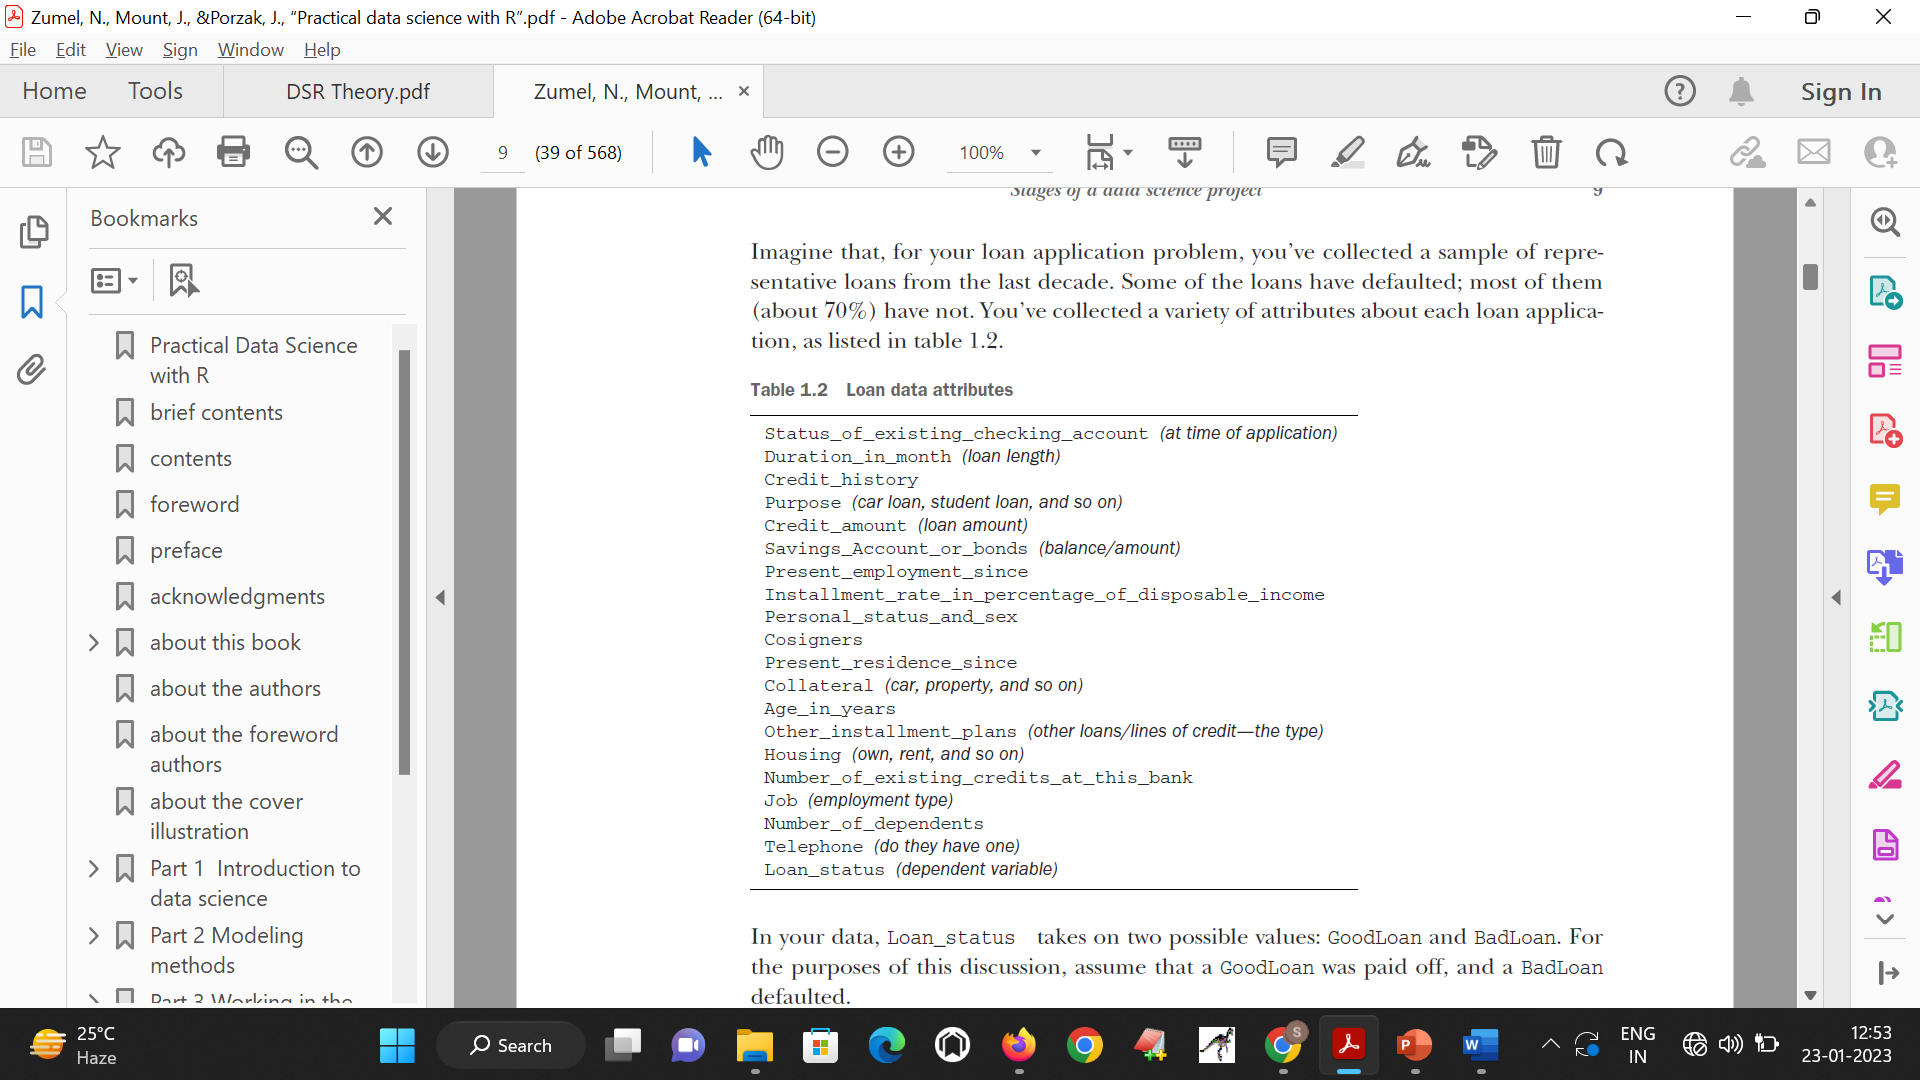 Zumel, N., Mount, J., &Porzak, J., “Practical data science with R”.pdf - Adobe Acrobat Reader (64-bit)
File Edit View Sign Window Help
Home Tools DSR Theory.pdf Zumel, N., Mount, ... Sign In
9 (39 of 568) 100%
Bookmarks
Practical Data Science
with R
brief contents
contents
foreword
preface
acknowledgments
about this book
about the authors
about the foreword
authors
about the cover
illustration
Part 1 Introduction to
data science
Part 2 Modeling
methods
Part 3 Working in the
Stages of a data science project 9
Imagine that, for your loan application problem, you’ve collected a sample of repre-
sentative loans from the last decade. Some of the loans have defaulted; most of them
(about 70%) have not. You’ve collected a variety of attributes about each loan applica-
tion, as listed in table 1.2.
Table 1.2 Loan data attributes
Status_of_existing_checking_account (at time of application)
Duration_in_month (loan length)
Credit_history
Purpose (car loan, student loan, and so on)
Credit_amount (loan amount)
Savings_Account_or_bonds (balance/amount)
Present_employment_since
Installment_rate_in_percentage_of_disposable_income
Personal_status_and_sex
Cosigners
Present_residence_since
Collateral (car, property, and so on)
Age_in_years
Other_installment_plans (other loans/lines of credit—the type)
Housing (own, rent, and so on)
Number_of_existing_credits_at_this_bank
Job (employment type)
Number_of_dependents
Telephone (do they have one)
Loan_status (dependent variable)
In your data, Loan_status takes on two possible values: GoodLoan and BadLoan. For
the purposes of this discussion, assume that a GoodLoan was paid off, and a BadLoan
defaulted.
25°C
Haze
Search
ENG
IN
12:53
23-01-2023